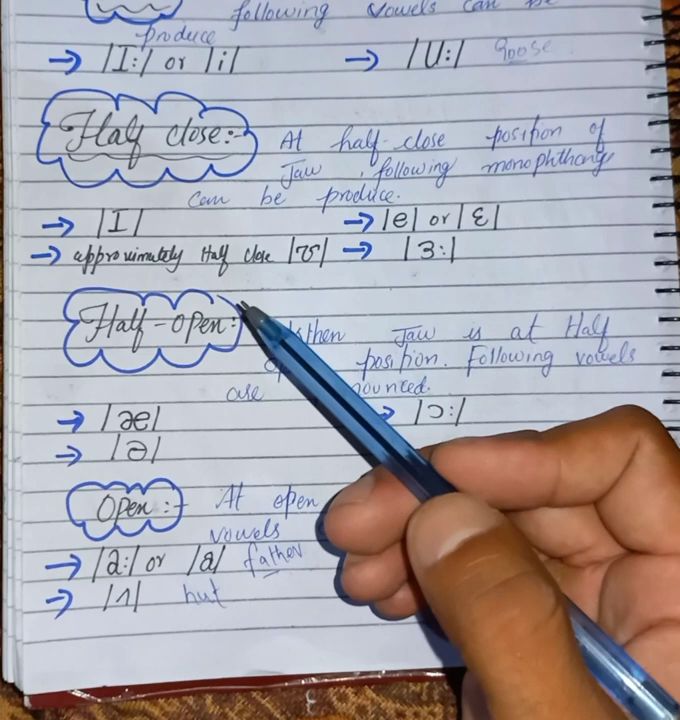 following vowels can be
produce
→ |I:| or |i| → |U:| goose
Half close:- At half-close position of
Jaw, following monophthongs
can be produce.
→ |I| → |e| or |ε|
→ approximately Half close |ʊ| → |3:|
Half-open:- When Jaw is at Half
position. Following vowels
are
→ |æ| → |ɔ:|
→ |ə|
Open:- At open
vowels
→ |a:| or |a| father
→ |ʌ| hut